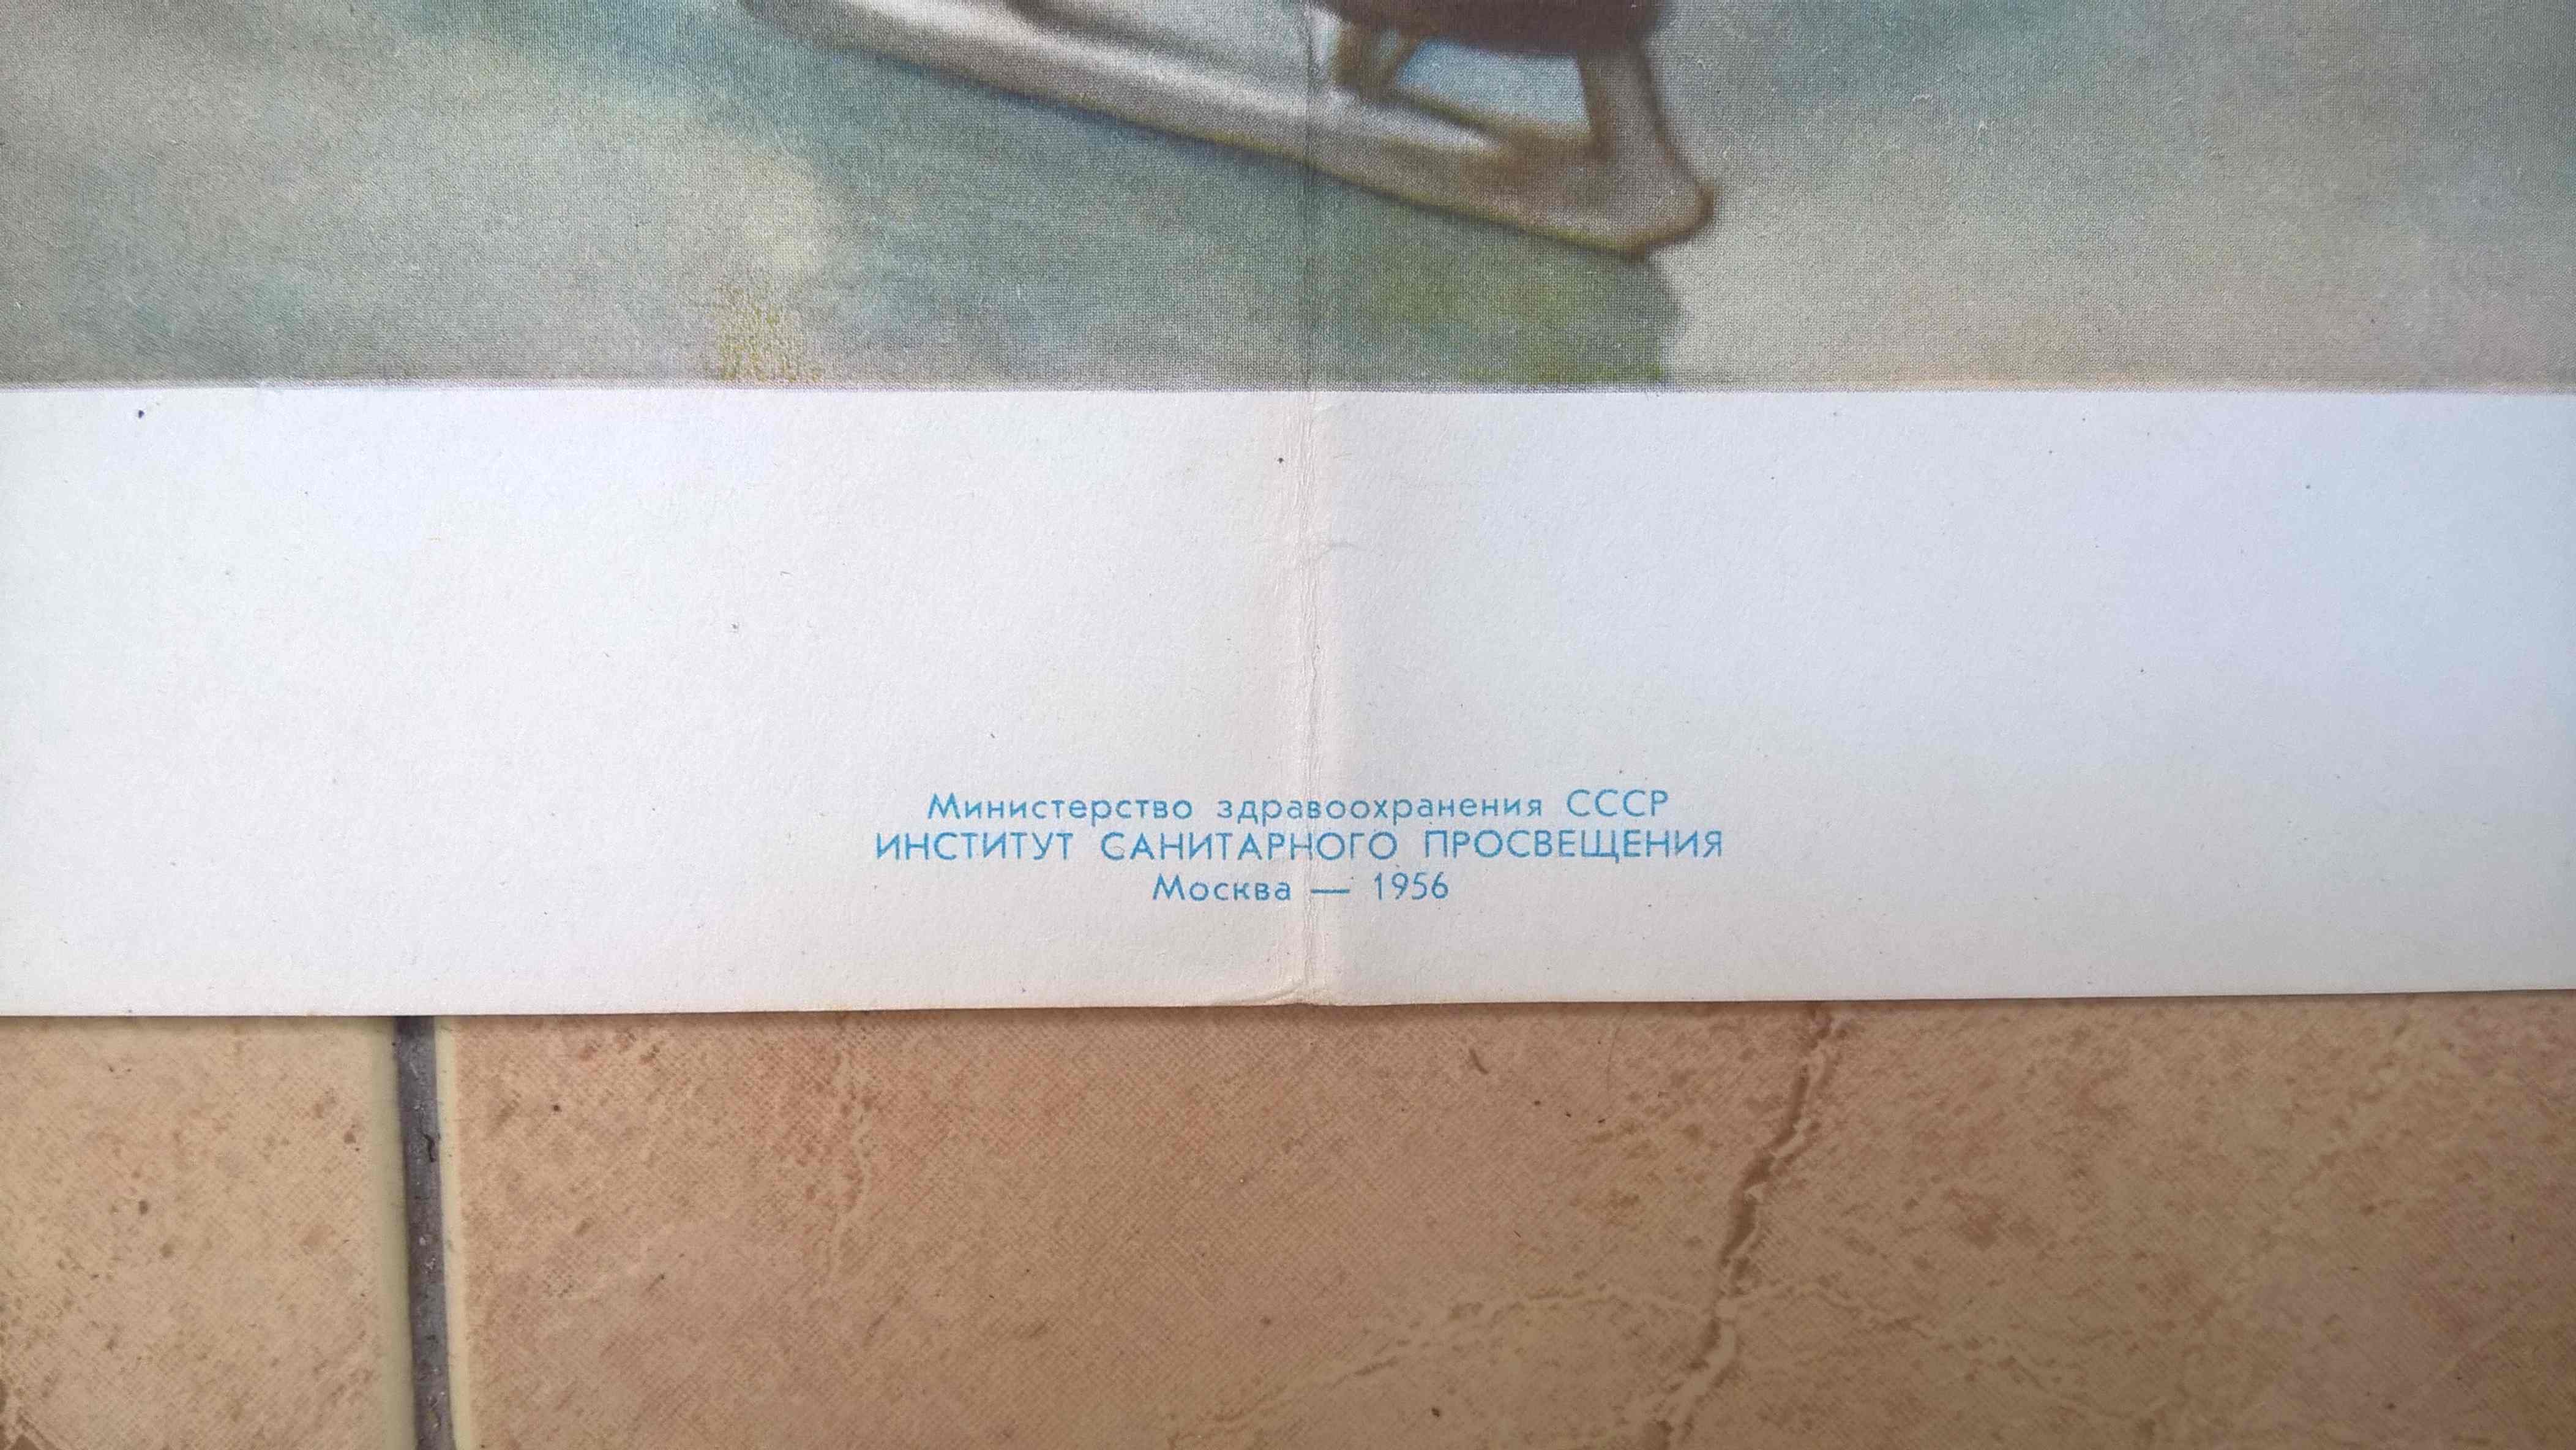 Министерство здравоохранения СССР
ИНСТИТУТ САНИТАРНОГО ПРОСВЕЩЕНИЯ
Москва — 1956